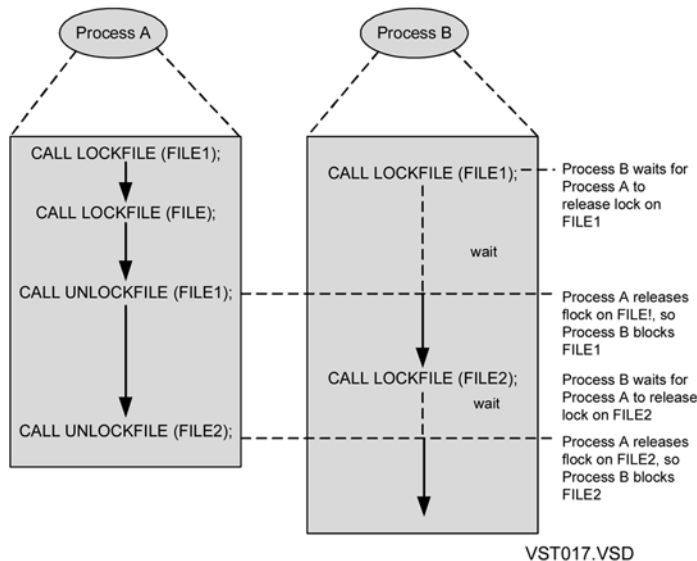 Process A
Process B
CALL LOCKFILE (FILE1);
CALL LOCKFILE (FILE);
CALL UNLOCKFILE (FILE1);
CALL UNLOCKFILE (FILE2);
CALL LOCKFILE (FILE1);
wait
CALL LOCKFILE (FILE2);
wait
Process B waits for
Process A to
release lock on
FILE1
Process A releases
flock on FILE!, so
Process B blocks
FILE1
Process B waits for
Process A to release
lock on FILE2
Process A releases
flock on FILE2, so
Process B blocks
FILE2
VST017.VSD